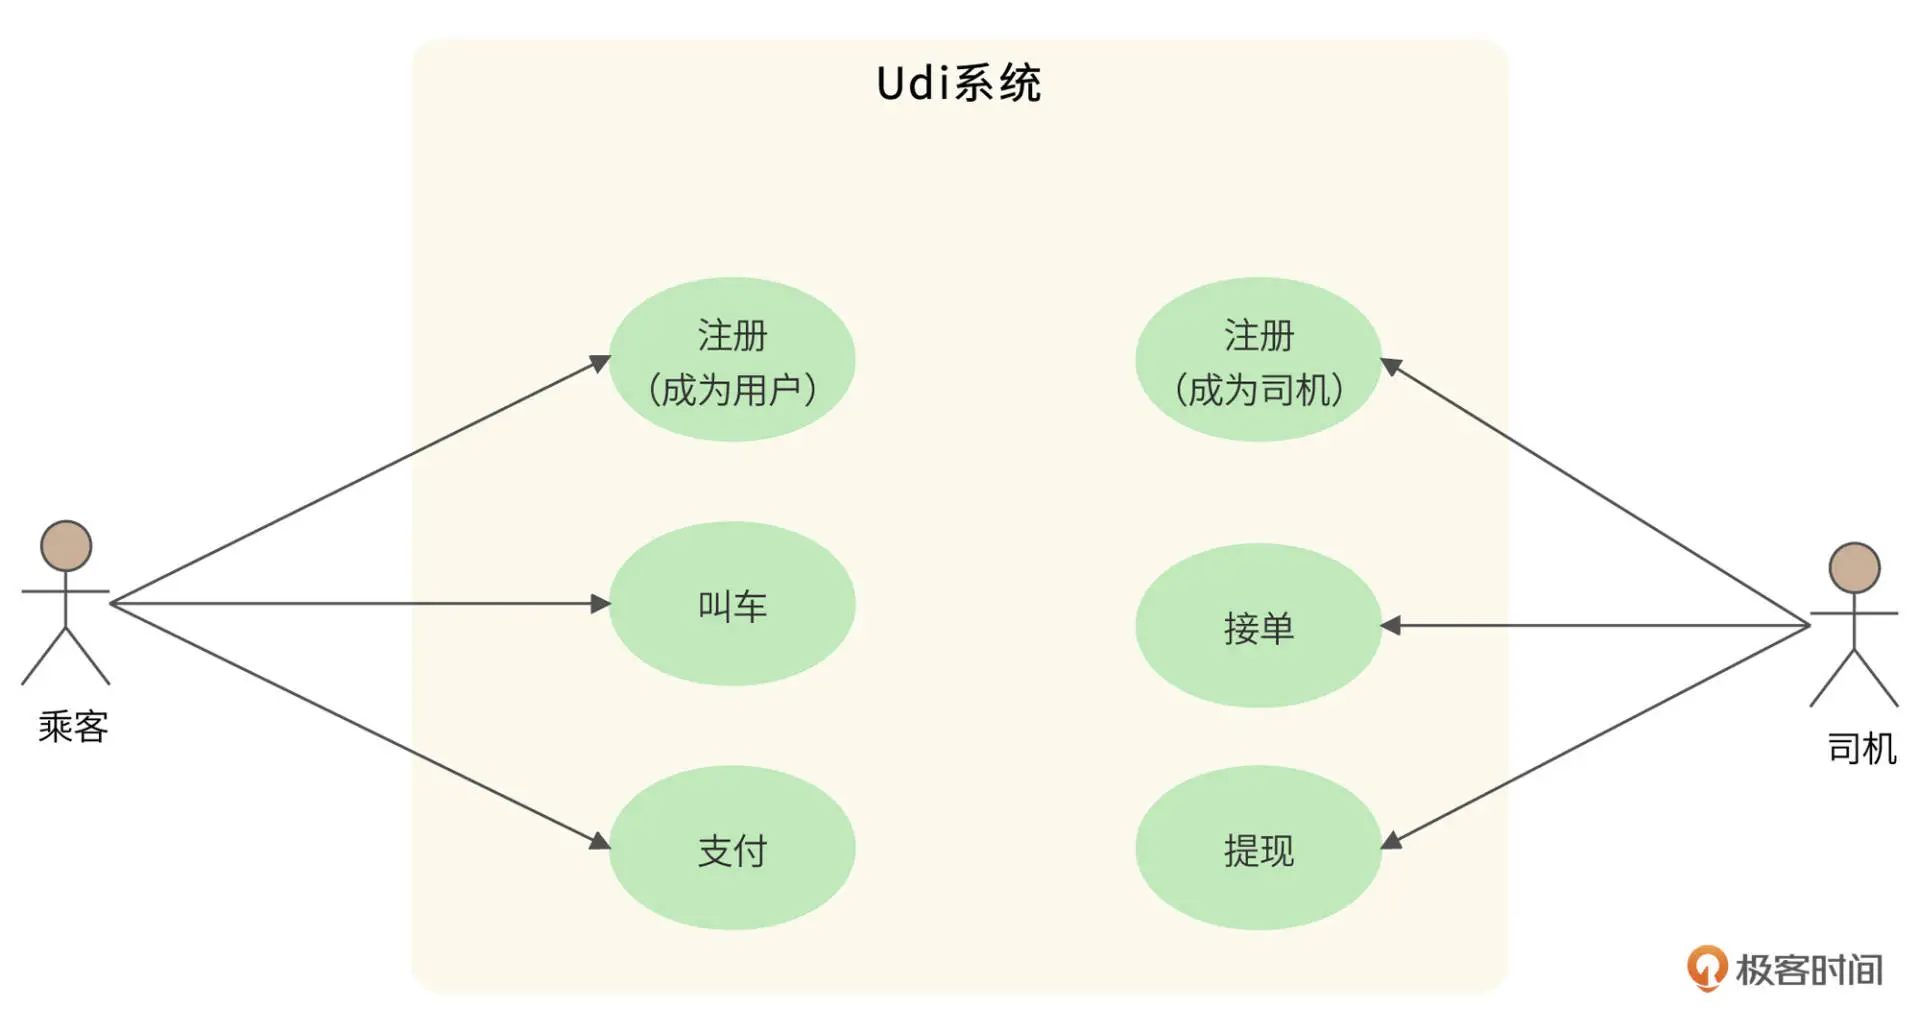 Udi系统
注册
（成为用户）
注册
（成为司机）
叫车
接单
乘客
司机
支付
提现
极客时间